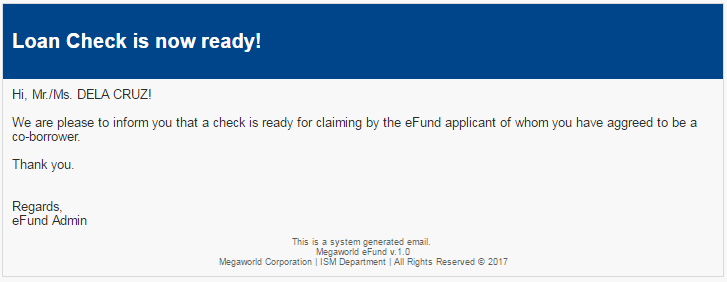 Loan Check is now ready!
Hi, Mr./Ms. DELA CRUZ!
We are please to inform you that a check is ready for claiming by the eFund applicant of whom you have aggreed to be a
co-borrower.
Thank you.
Regards,
eFund Admin
This is a system generated email.
Megaworld eFund v.1.0
Megaworld Corporation | ISM Department | All Rights Reserved © 2017